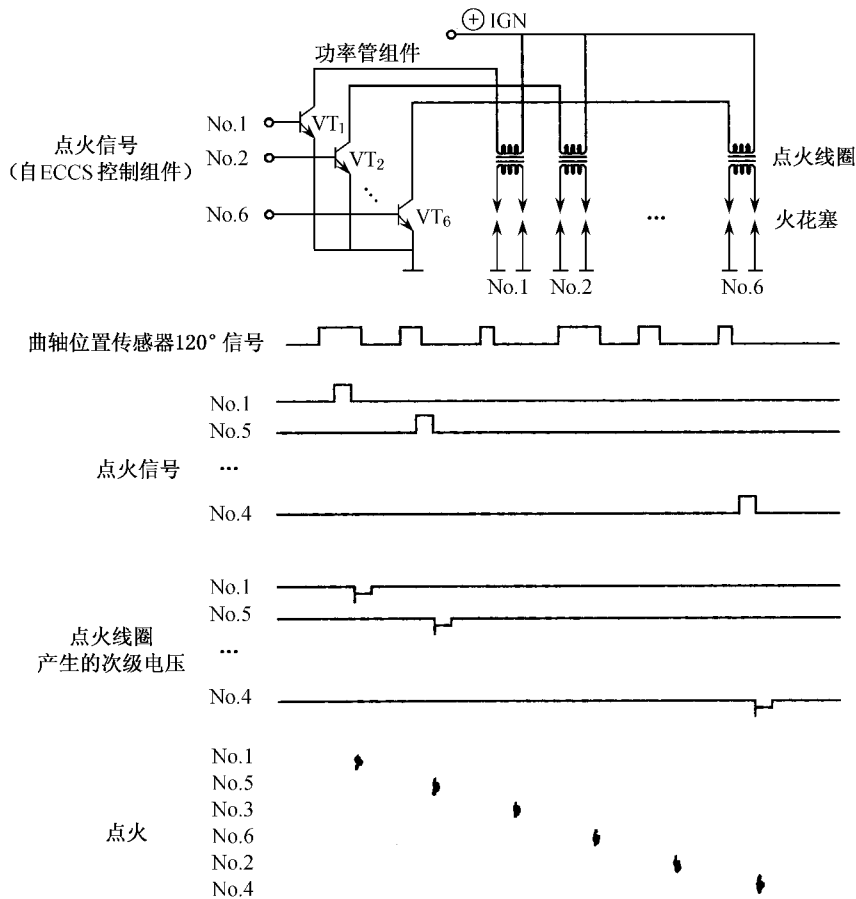 ⊕ IGN
功率管组件
No.1
VT₁
点火信号
（自ECCS控制组件）
No.2
VT₂
点火线圈
...
No.6
VT₆
...
火花塞
No.1
No.2
No.6
曲轴位置传感器120°信号
No.1
No.5
点火信号
...
No.4
No.1
No.5
点火线圈
产生的次级电压
...
No.4
No.1
No.5
No.3
点火
No.6
No.2
No.4